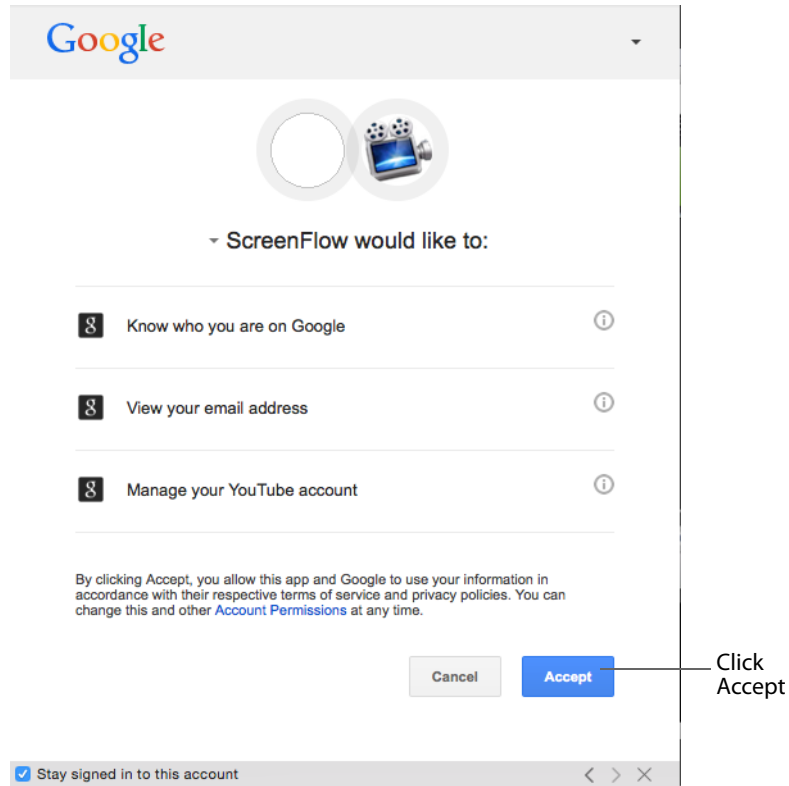 Google
ScreenFlow would like to:
Know who you are on Google
View your email address
Manage your YouTube account
By clicking Accept, you allow this app and Google to use your information in
accordance with their respective terms of service and privacy policies. You can
change this and other Account Permissions at any time.
Cancel
Accept
Click
Accept
Stay signed in to this account